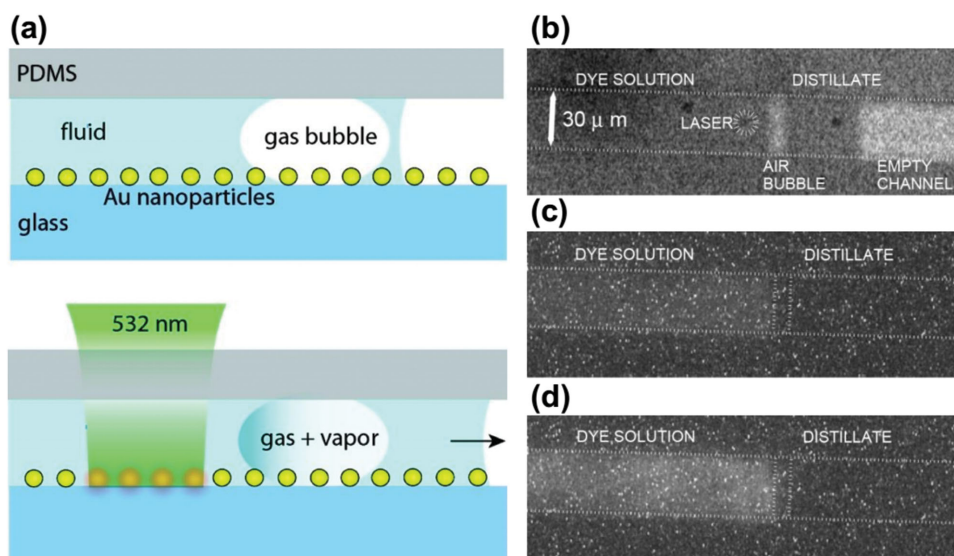 (a)
PDMS
fluid
gas bubble
Au nanoparticles
glass
532 nm
gas + vapor
(b)
DYE SOLUTION
DISTILLATE
30 μ m
LASER
AIR
BUBBLE
EMPTY
CHANNEL
(c)
DYE SOLUTION
DISTILLATE
(d)
DYE SOLUTION
DISTILLATE